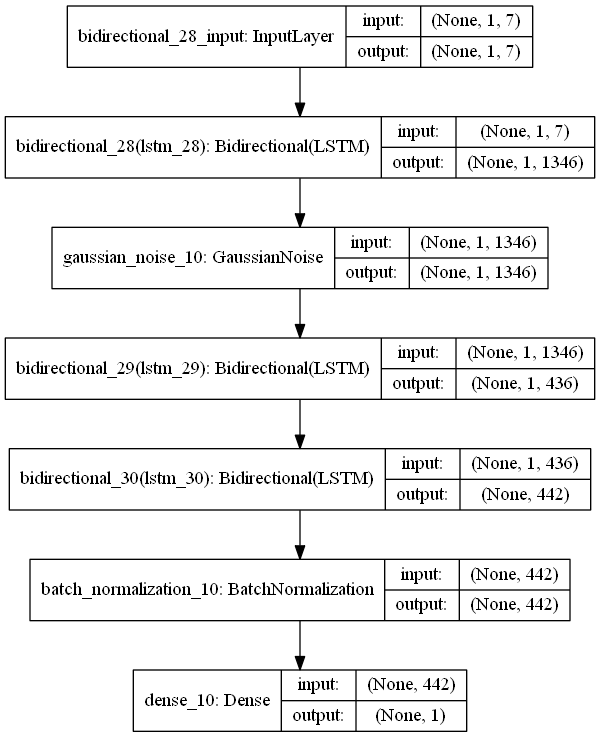 bidirectional_28_input: InputLayer
input: (None, 1, 7)
output: (None, 1, 7)
bidirectional_28(lstm_28): Bidirectional(LSTM)
input: (None, 1, 7)
output: (None, 1, 1346)
gaussian_noise_10: GaussianNoise
input: (None, 1, 1346)
output: (None, 1, 1346)
bidirectional_29(lstm_29): Bidirectional(LSTM)
input: (None, 1, 1346)
output: (None, 1, 436)
bidirectional_30(lstm_30): Bidirectional(LSTM)
input: (None, 1, 436)
output: (None, 442)
batch_normalization_10: BatchNormalization
input: (None, 442)
output: (None, 442)
dense_10: Dense
input: (None, 442)
output: (None, 1)